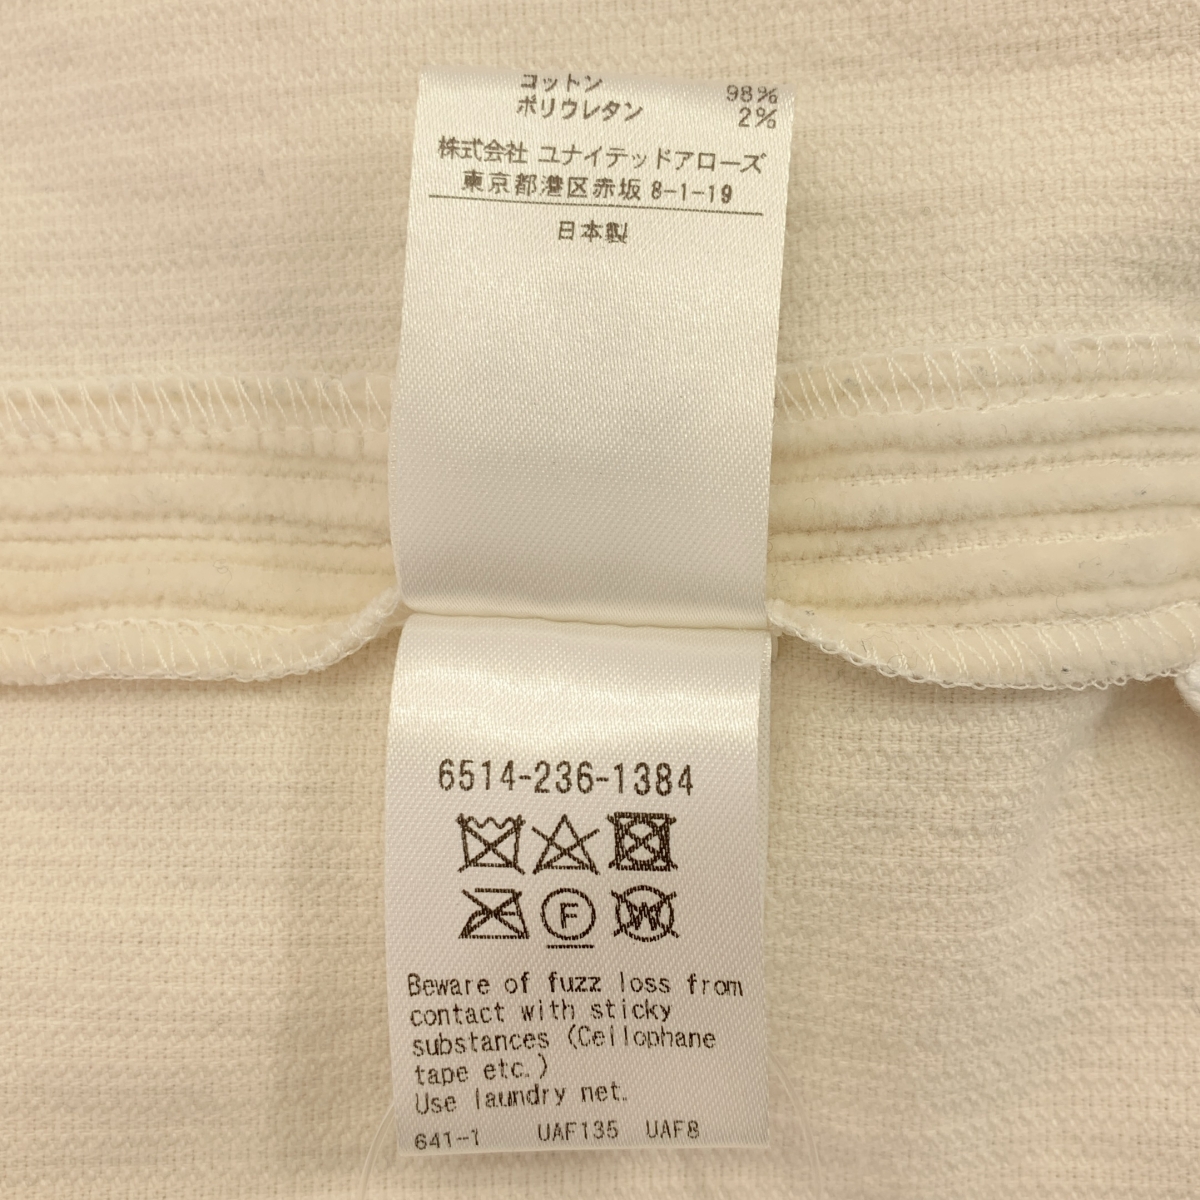 コットン 98%
ポリウレタン 2%
株式会社 ユナイテッドアローズ
東京都港区赤坂 8-1-19
日本製
6514-236-1384
F
W
Beware of fuzz loss from
contact with sticky
substances (Cellophane
tape etc.)
Use laundry net.
641-1 UAF135 UAF8